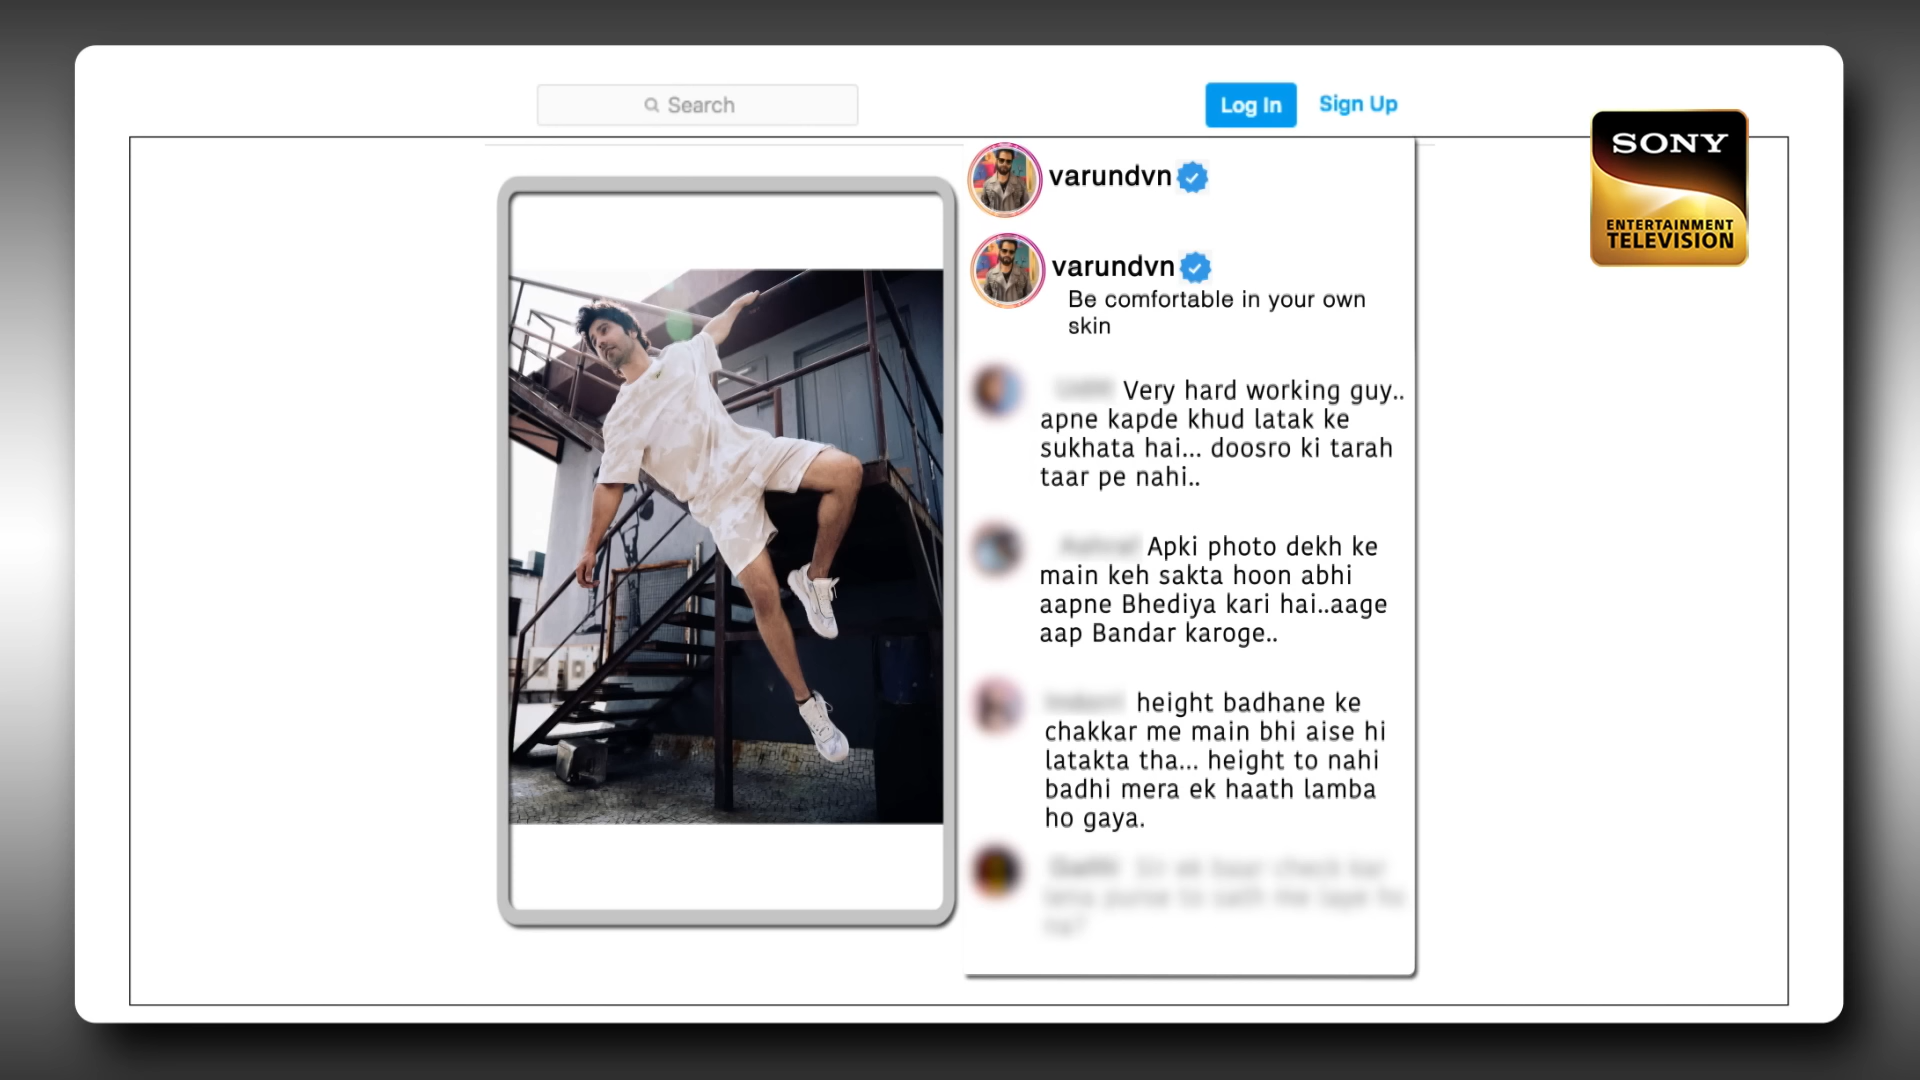 Search
Log In
Sign Up
SONY
ENTERTAINMENT
TELEVISION
varundvn
varundvn
Be comfortable in your own
skin
Very hard working guy..
apne kapde khud latak ke
sukhata hai... doosro ki tarah
taar pe nahi..
Apki photo dekh ke
main keh sakta hoon abhi
aapne Bhediya kari hai..aage
aap Bandar karoge..
height badhane ke
chakkar me main bhi aise hi
latakta tha... height to nahi
badhi mera ek haath lamba
ho gaya.